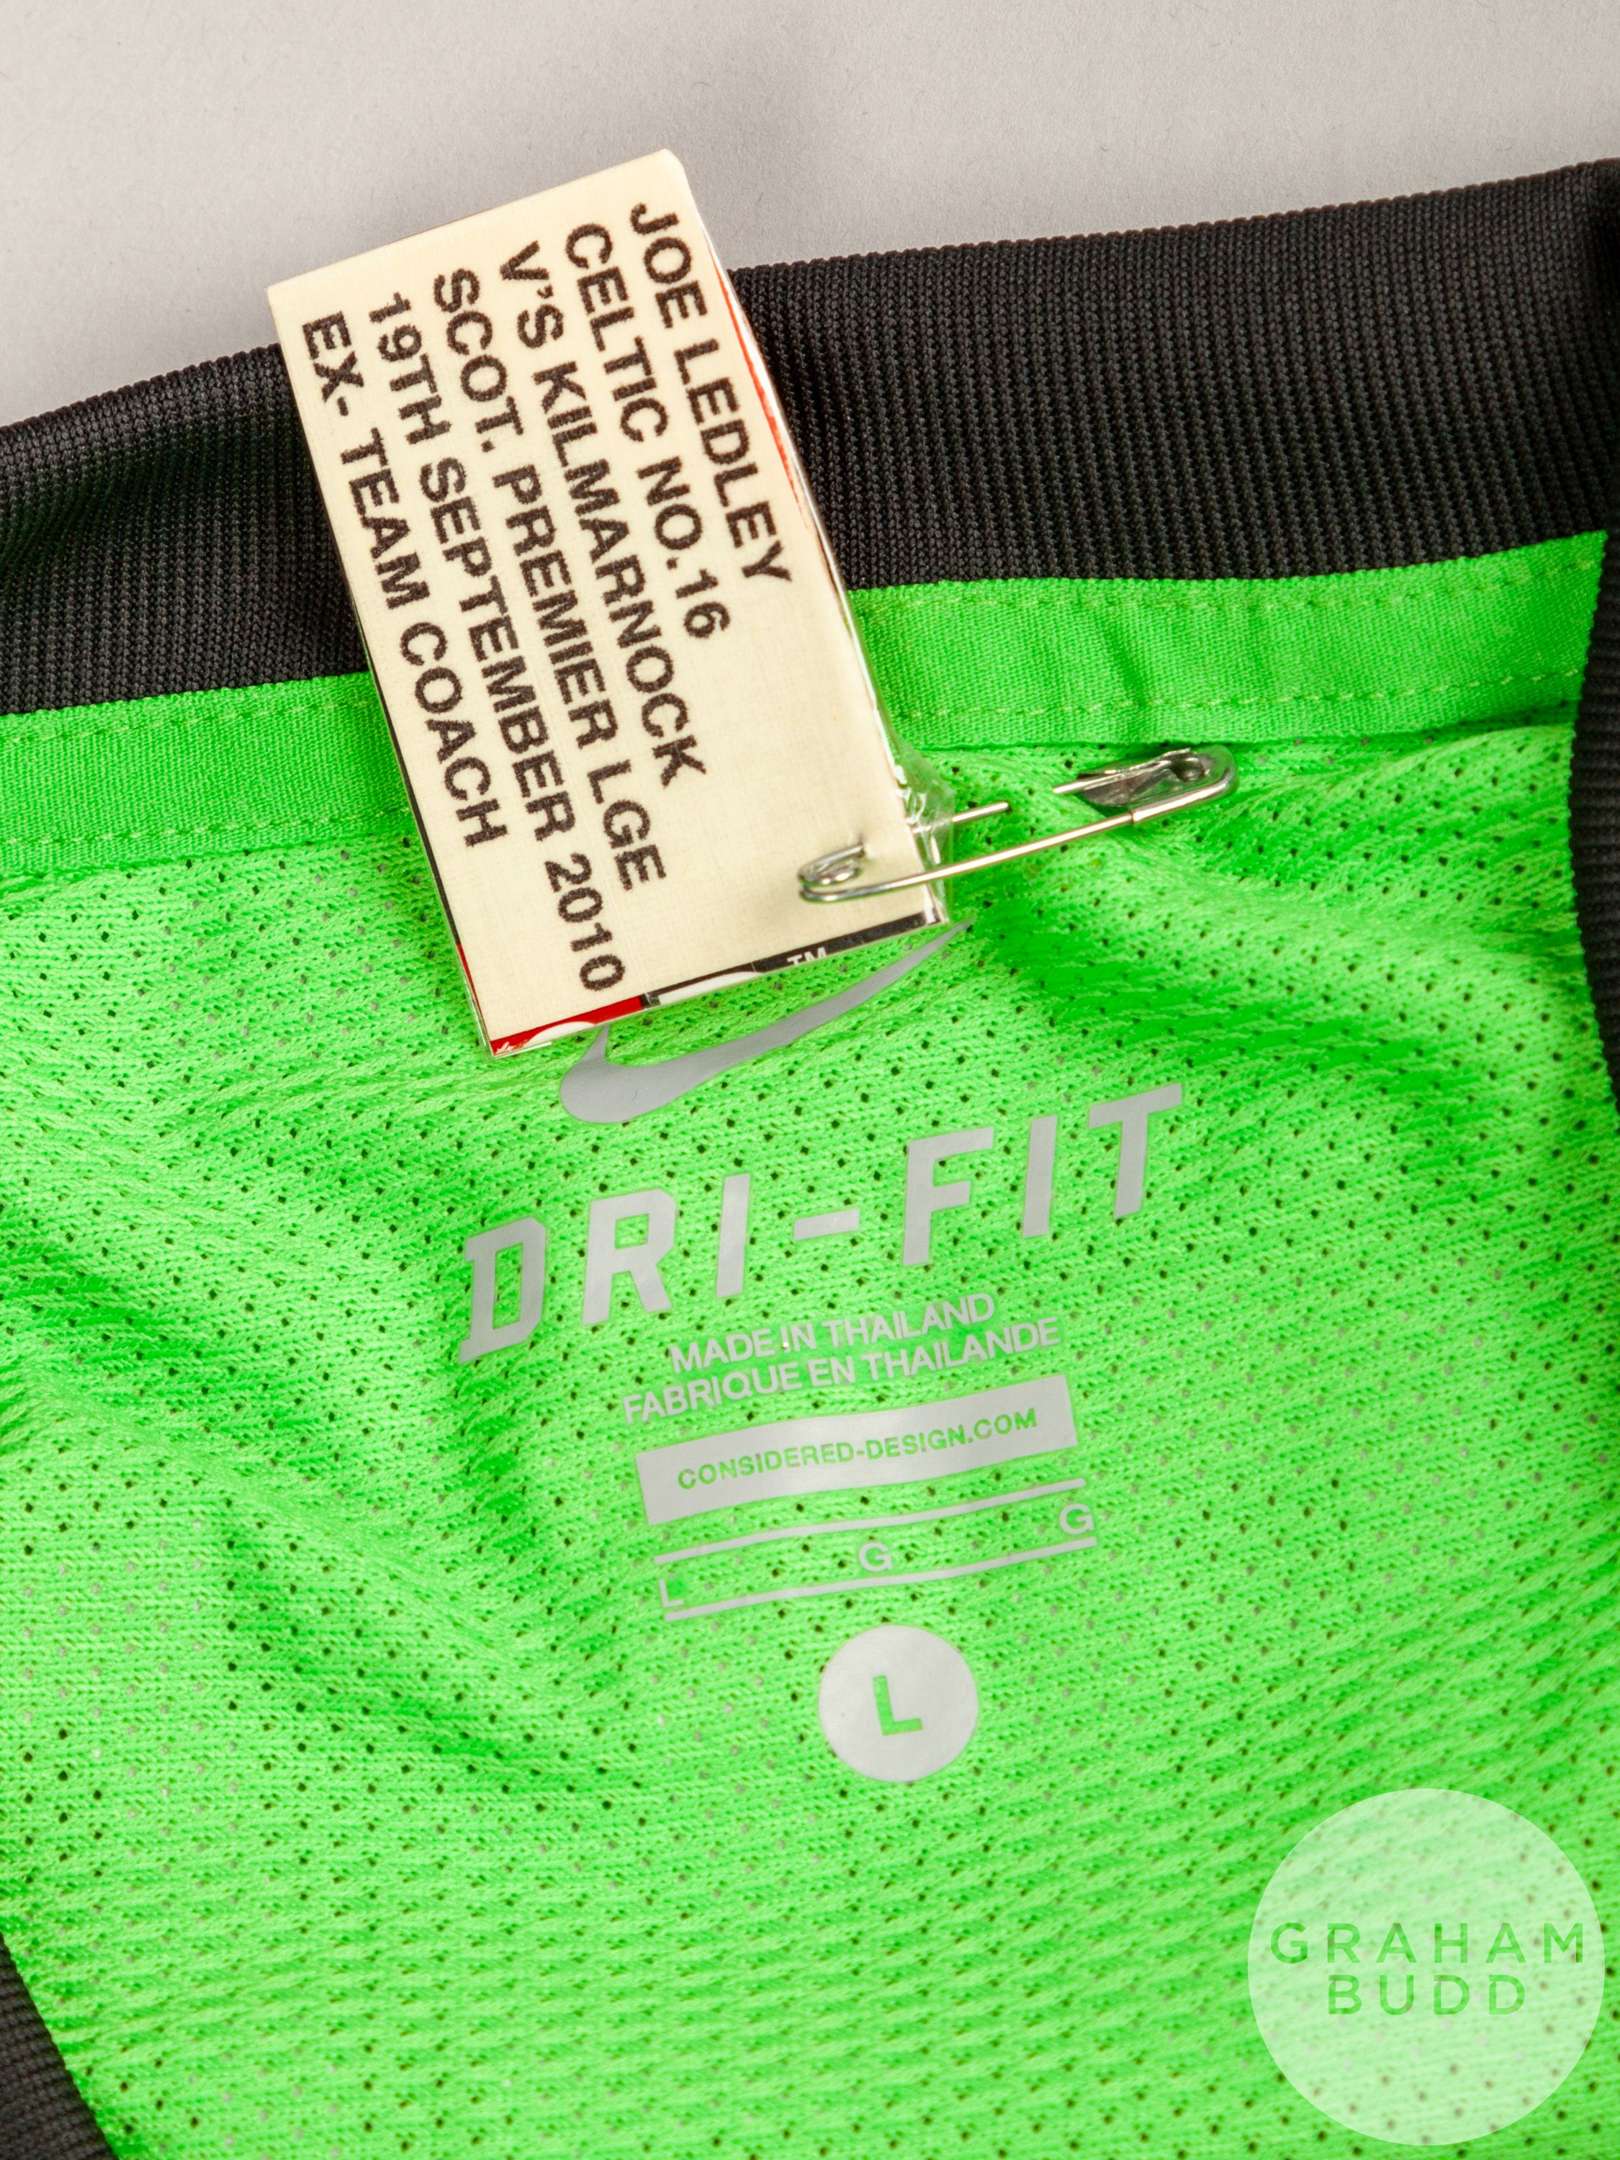 JOE LEDLEY
CELTIC NO.16
V'S KILMARNOCK
SCOT. PREMIER LGE
19TH SEPTEMBER 2010
EX- TEAM COACH
TM
DRI-FIT
MADE IN THAILAND
FABRIQUE EN THAILANDE
CONSIDERED-DESIGN.COM
L G G
L
GRAHAM
BUDD